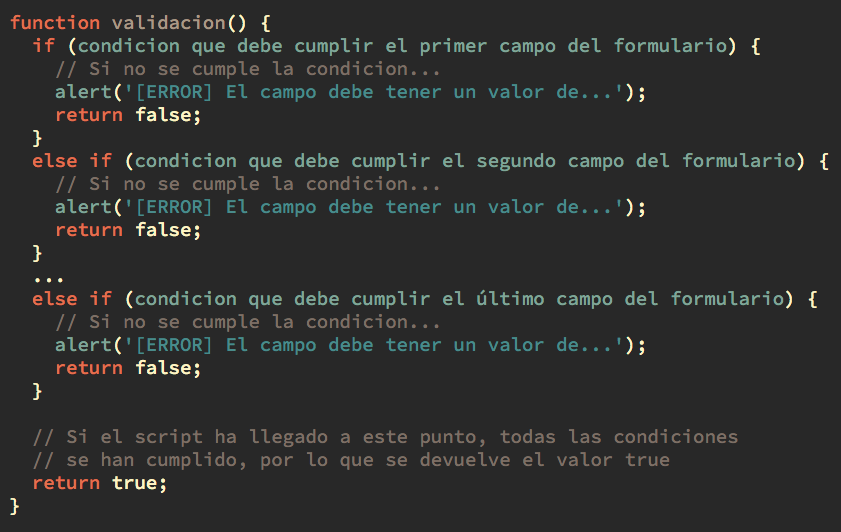 function validacion() {
  if (condicion que debe cumplir el primer campo del formulario) {
    // Si no se cumple la condicion...
    alert('[ERROR] El campo debe tener un valor de...');
    return false;
  }
  else if (condicion que debe cumplir el segundo campo del formulario) {
    // Si no se cumple la condicion...
    alert('[ERROR] El campo debe tener un valor de...');
    return false;
  }
  ...
  else if (condicion que debe cumplir el último campo del formulario) {
    // Si no se cumple la condicion...
    alert('[ERROR] El campo debe tener un valor de...');
    return false;
  }

  // Si el script ha llegado a este punto, todas las condiciones
  // se han cumplido, por lo que se devuelve el valor true
  return true;
}